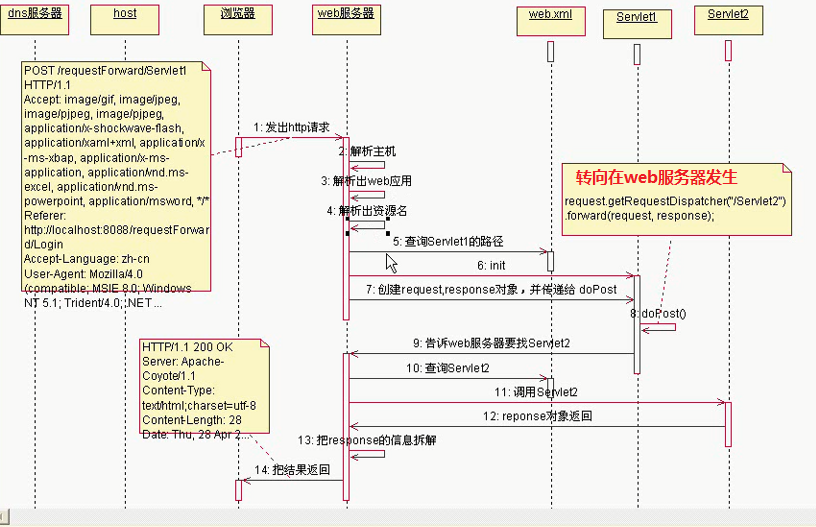 dns服务器
host
浏览器
web服务器
web.xml
Servlet1
Servlet2
POST /requestForward/Servlet1
HTTP/1.1
Accept: image/gif, image/jpeg,
image/pjpeg, image/pjpeg,
application/x-shockwave-flash,
application/xaml+xml, application/x
-ms-xbap, application/x-ms-
application, application/vnd.ms-
excel, application/vnd.ms-
powerpoint, application/msword, */*
Referer:
http://localhost:8088/requestForwar
d/Login
Accept-Language: zh-cn
User-Agent: Mozilla/4.0
(compatible; MSIE 8.0; Windows
NT 5.1; Trident/4.0; .NET ...
1: 发出http请求
2: 解析主机
3: 解析出web应用
4: 解析出资源名
转向在web服务器发生
request.getRequestDispatcher("/Servlet2")
.forward(request, response);
5: 查询Servlet1的路径
6: init
7: 创建request,response对象，并传递给 doPost
8: doPost()
9: 告诉web服务器要找Servlet2
HTTP/1.1 200 OK
Server: Apache-
Coyote/1.1
Content-Type:
text/html;charset=utf-8
Content-Length: 28
Date: Thu, 28 Apr 2...
10: 查询Servlet2
11: 调用Servlet2
12: reponse对象返回
13: 把response的信息拆解
14: 把结果返回